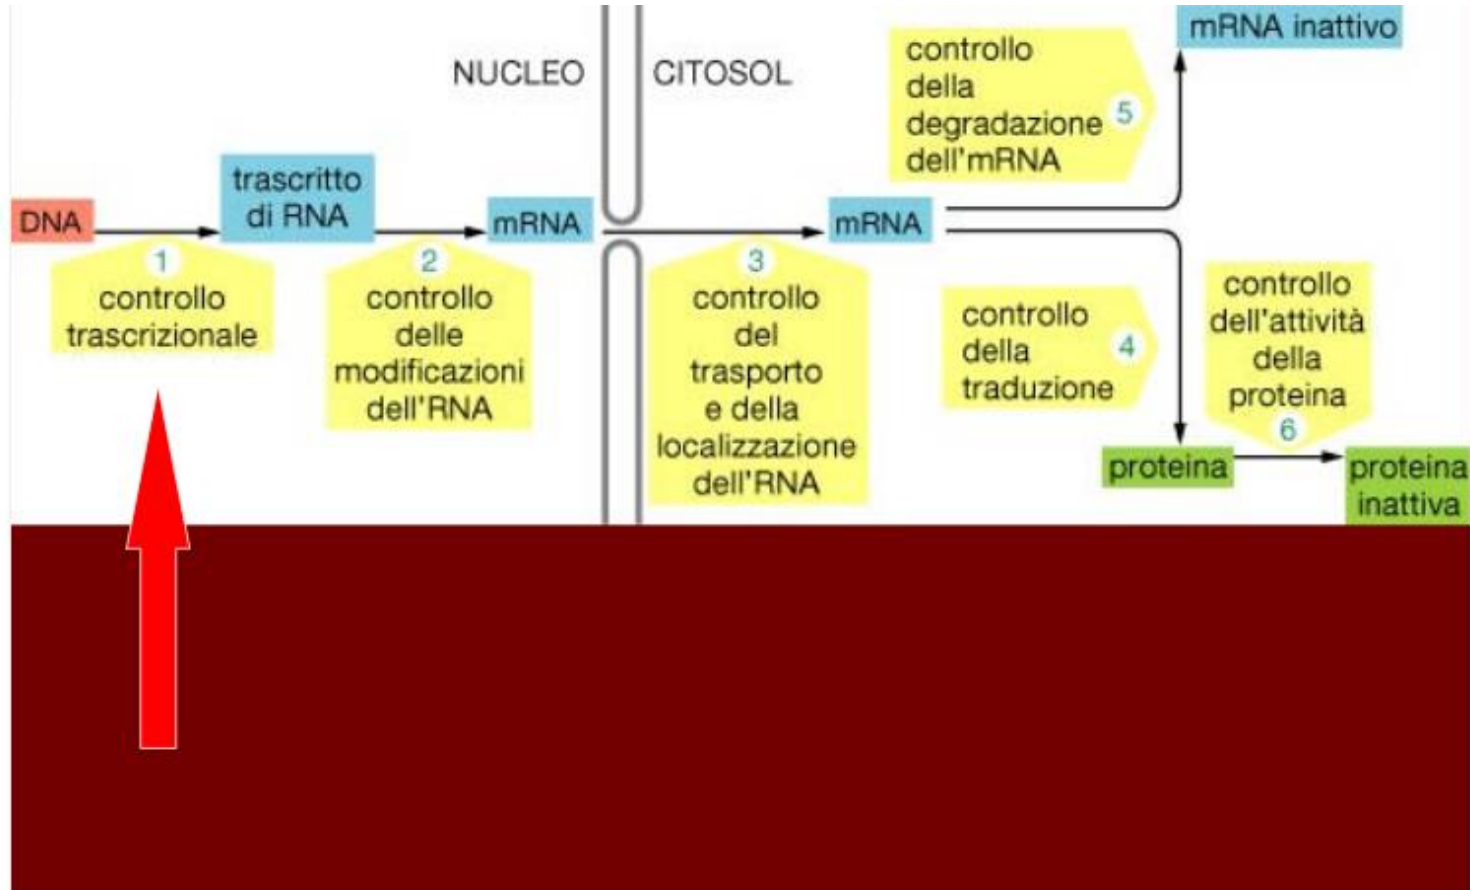 NUCLEO
CITOSOL
DNA
trascritto
di RNA
mRNA
mRNA
mRNA inattivo
1
controllo
trascrizionale
2
controllo
delle
modificazioni
dell'RNA
3
controllo
del
trasporto
e della
localizzazione
dell'RNA
controllo
della
degradazione
dell'mRNA
5
controllo
della
traduzione
4
controllo
dell'attività
della
proteina
6
proteina
proteina
inattiva